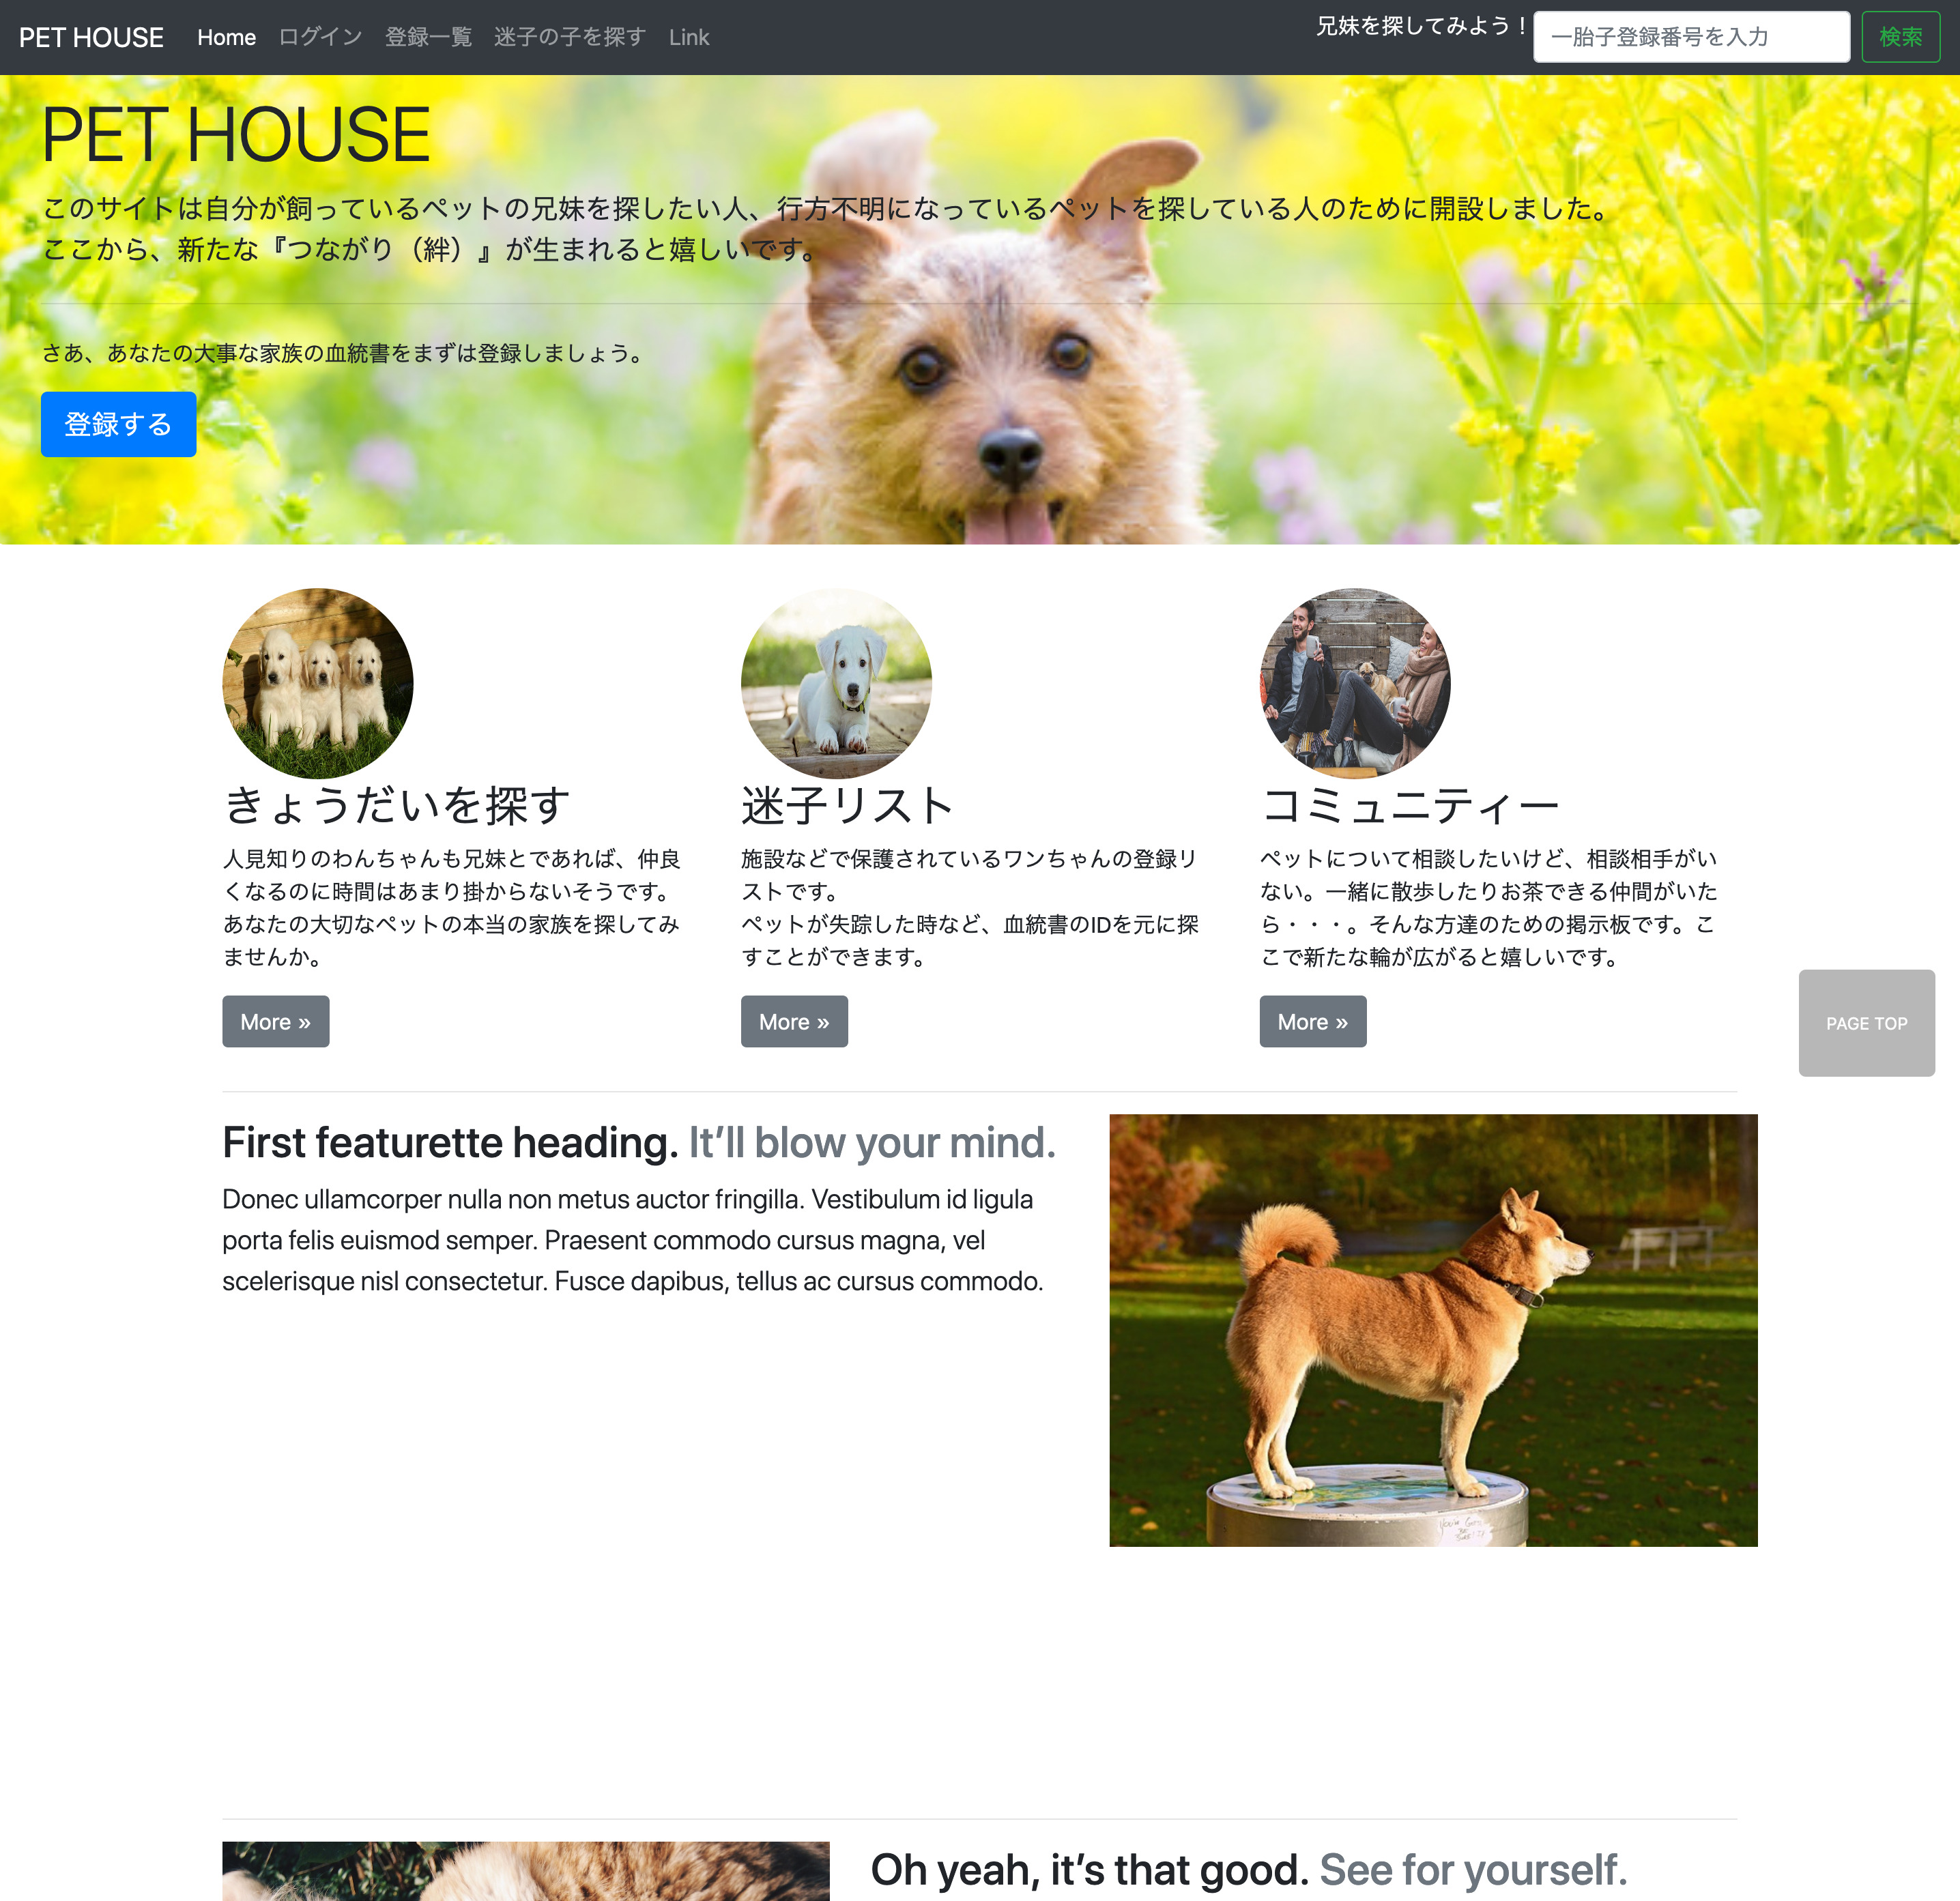 PET HOUSE Home ログイン 登録一覧 迷子の子を探す Link 兄妹を探してみよう！ 一胎子登録番号を入力 検索
PET HOUSE
このサイトは自分が飼っているペットの兄妹を探したい人、行方不明になっているペットを探している人のために開設しました。
ここから、新たな『つながり（絆）』が生まれると嬉しいです。
さあ、あなたの大事な家族の血統書をまずは登録しましょう。
登録する
きょうだいを探す
人見知りのわんちゃんも兄妹とであれば、仲良
くなるのに時間はあまり掛からないそうです。
あなたの大切なペットの本当の家族を探してみ
ませんか。
More »
迷子リスト
施設などで保護されているワンちゃんの登録リ
ストです。
ペットが失踪した時など、血統書のIDを元に探
すことができます。
More »
コミュニティー
ペットについて相談したいけど、相談相手がい
ない。一緒に散歩したりお茶できる仲間がいた
ら・・・。そんな方達のための掲示板です。こ
こで新たな輪が広がると嬉しいです。
More »
PAGE TOP
First featurette heading. It’ll blow your mind.
Donec ullamcorper nulla non metus auctor fringilla. Vestibulum id ligula
porta felis euismod semper. Praesent commodo cursus magna, vel
scelerisque nisl consectetur. Fusce dapibus, tellus ac cursus commodo.
Oh yeah, it’s that good. See for yourself.